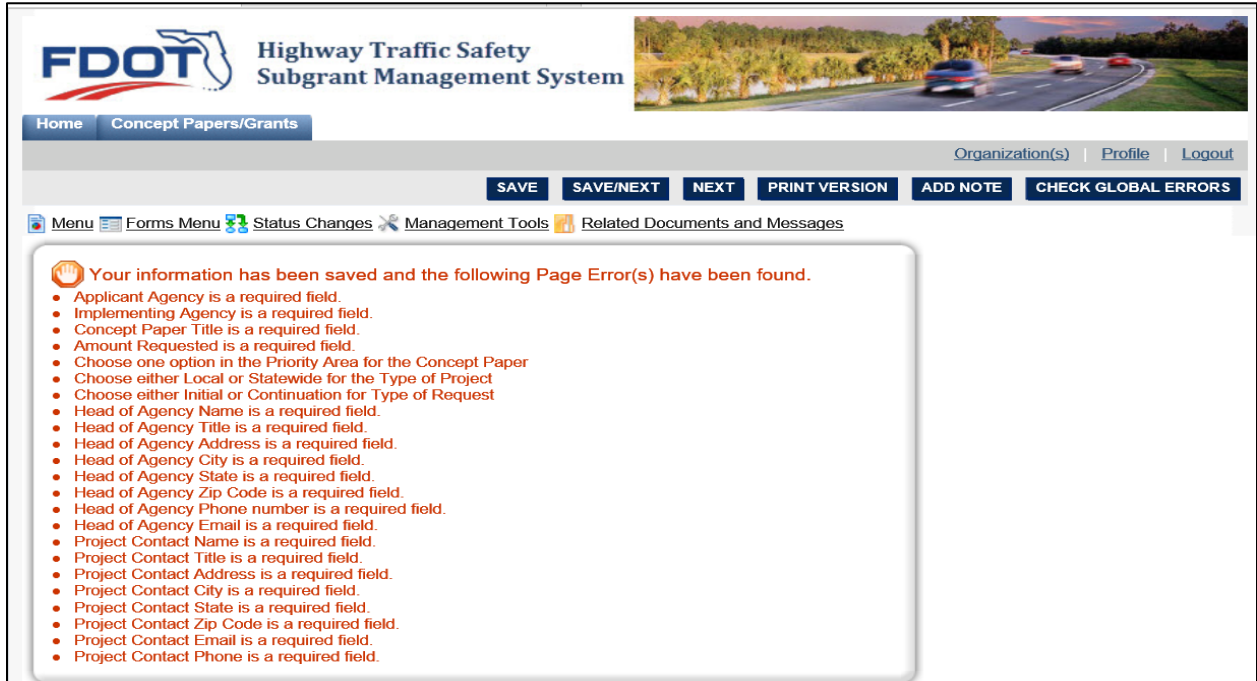 FDOT
Highway Traffic Safety
Subgrant Management System
Home Concept Papers/Grants
Organization(s) | Profile | Logout
SAVE SAVE/NEXT NEXT PRINT VERSION ADD NOTE CHECK GLOBAL ERRORS
Menu Forms Menu Status Changes Management Tools Related Documents and Messages
Your information has been saved and the following Page Error(s) have been found.
• Applicant Agency is a required field.
• Implementing Agency is a required field.
• Concept Paper Title is a required field.
• Amount Requested is a required field.
• Choose one option in the Priority Area for the Concept Paper
• Choose either Local or Statewide for the Type of Project
• Choose either Initial or Continuation for Type of Request
• Head of Agency Name is a required field.
• Head of Agency Title is a required field.
• Head of Agency Address is a required field.
• Head of Agency City is a required field.
• Head of Agency State is a required field.
• Head of Agency Zip Code is a required field.
• Head of Agency Phone number is a required field.
• Head of Agency Email is a required field.
• Project Contact Name is a required field.
• Project Contact Title is a required field.
• Project Contact Address is a required field.
• Project Contact City is a required field.
• Project Contact State is a required field.
• Project Contact Zip Code is a required field.
• Project Contact Email is a required field.
• Project Contact Phone is a required field.